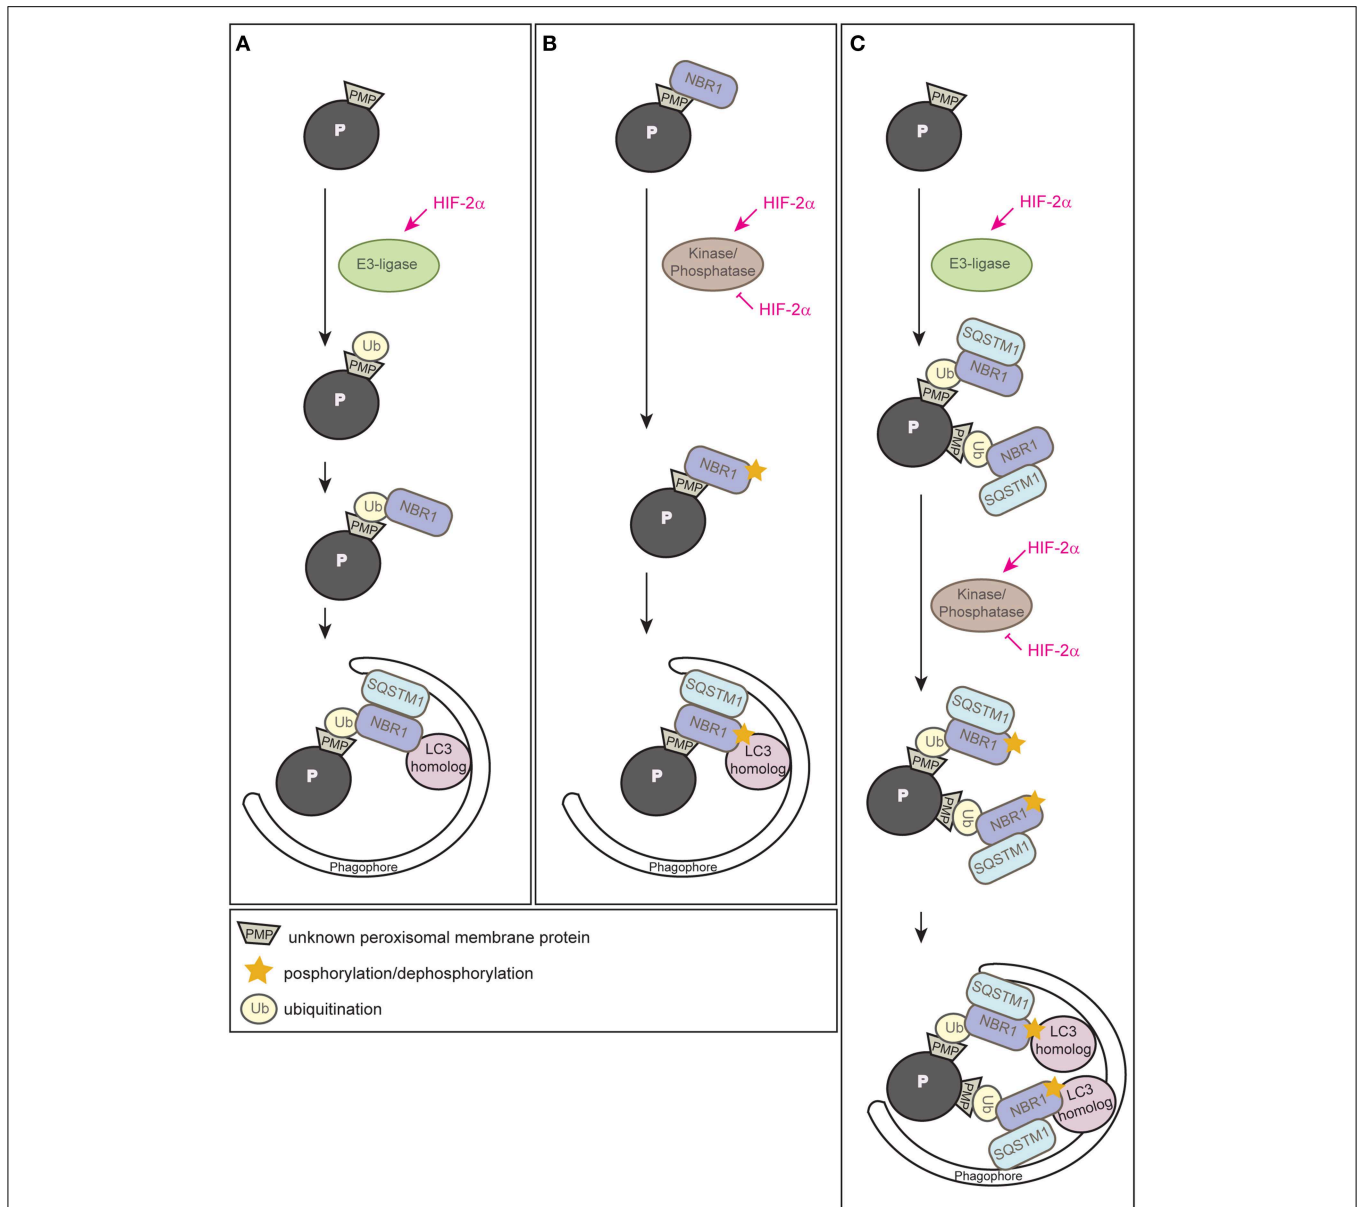 A
PMP
P
HIF-2α
E3-ligase
Ub
PMP
P
Ub
NBR1
PMP
P
SQSTM1
Ub
NBR1
PMP
LC3
homolog
P
Phagophore
B
NBR1
PMP
P
HIF-2α
Kinase/
Phosphatase
HIF-2α
NBR1
PMP
P
SQSTM1
NBR1
PMP
LC3
homolog
P
Phagophore
C
PMP
P
HIF-2α
E3-ligase
SQSTM1
Ub
NBR1
PMP
P
PMP
Ub
NBR1
SQSTM1
HIF-2α
Kinase/
Phosphatase
HIF-2α
SQSTM1
Ub
NBR1
PMP
P
PMP
Ub
NBR1
SQSTM1
SQSTM1
Ub
NBR1
LC3
homolog
PMP
P
PMP
Ub
NBR1
LC3
homolog
SQSTM1
Phagophore
PMP unknown peroxisomal membrane protein
posphorylation/dephosphorylation
Ub ubiquitination